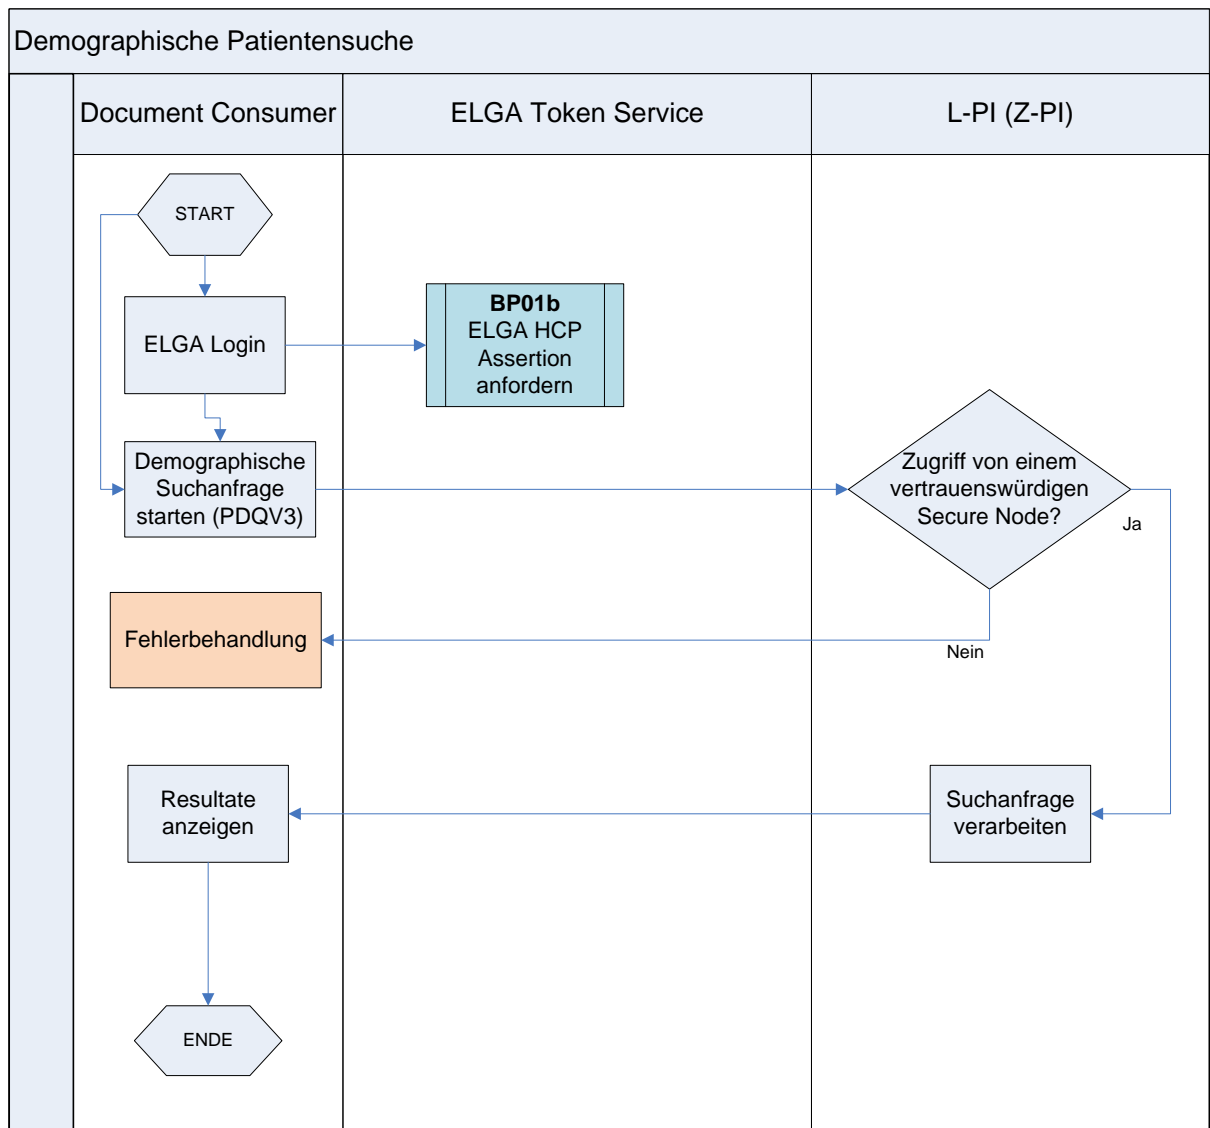 Demographische Patientensuche
Document Consumer
ELGA Token Service
L-PI (Z-PI)
START
ELGA Login
BP01b
ELGA HCP
Assertion
anfordern
Demographische
Suchanfrage
starten (PDQV3)
Zugriff von einem
vertrauenswürdigen
Secure Node?
Ja
Fehlerbehandlung
Nein
Resultate
anzeigen
Suchanfrage
verarbeiten
ENDE